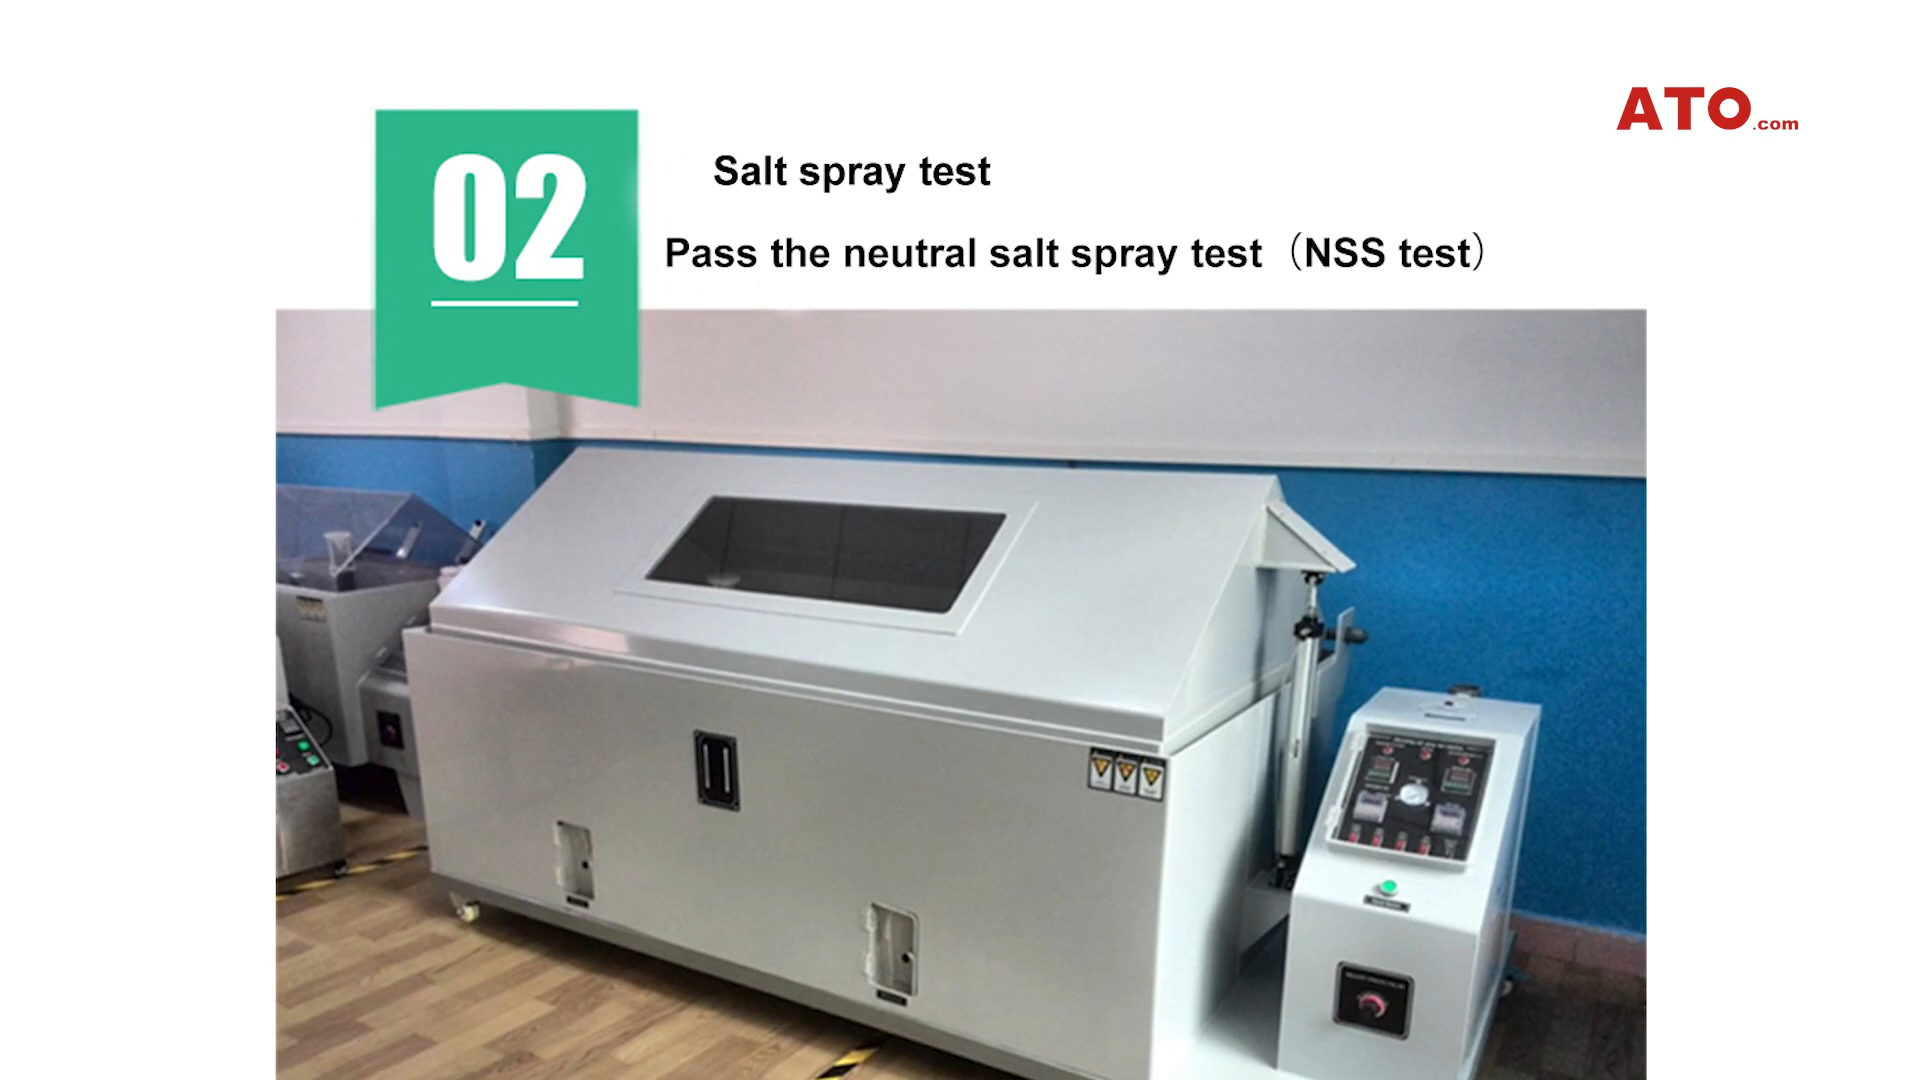 ATO.com
02
Salt spray test
Pass the neutral salt spray test（NSS test）